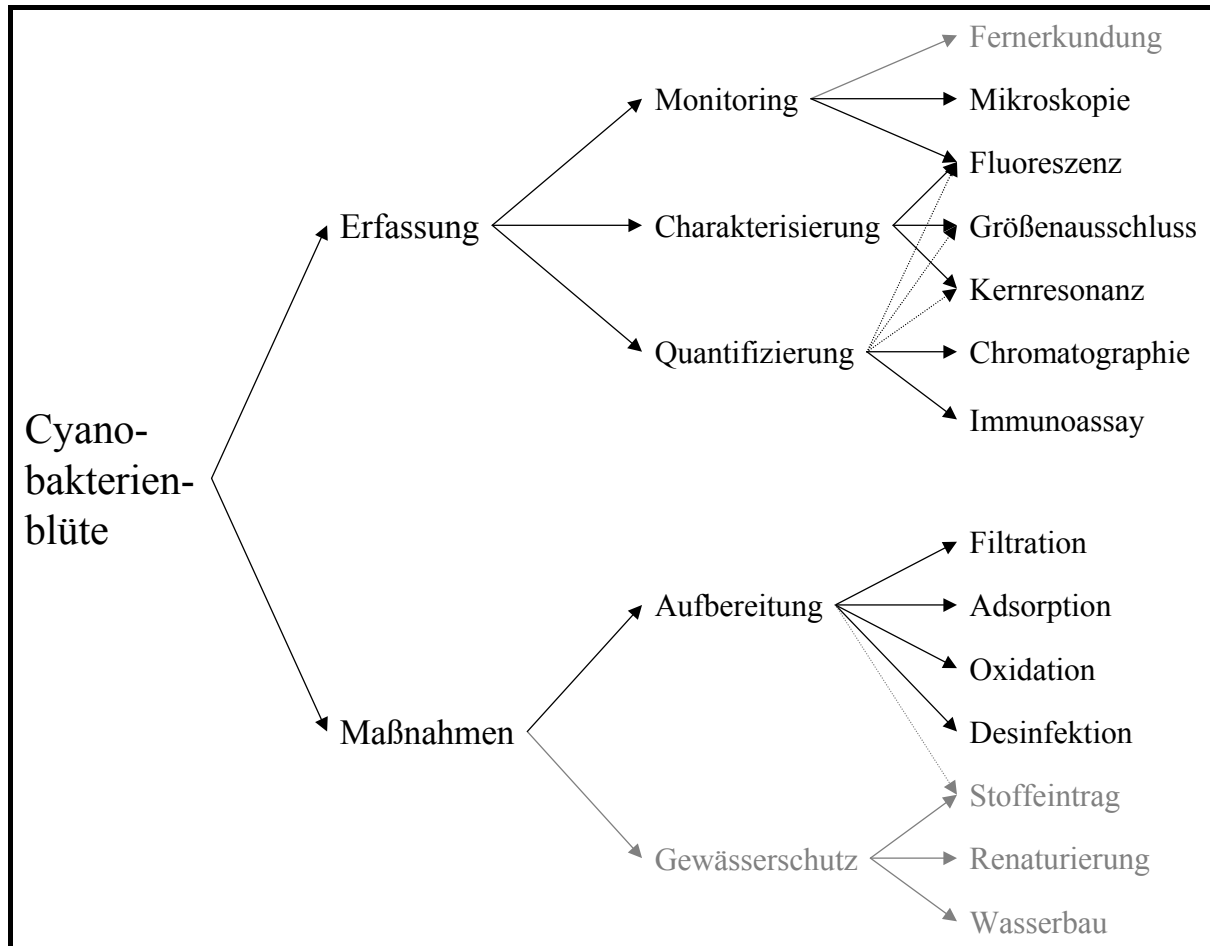 Fernerkundung
Monitoring
Mikroskopie
Fluoreszenz
Erfassung
Charakterisierung
Größenausschluss
Kernresonanz
Quantifizierung
Chromatographie
Immunoassay
Cyano-
bakterien-
blüte
Filtration
Aufbereitung
Adsorption
Oxidation
Maßnahmen
Desinfektion
Stoffeintrag
Gewässerschutz
Renaturierung
Wasserbau